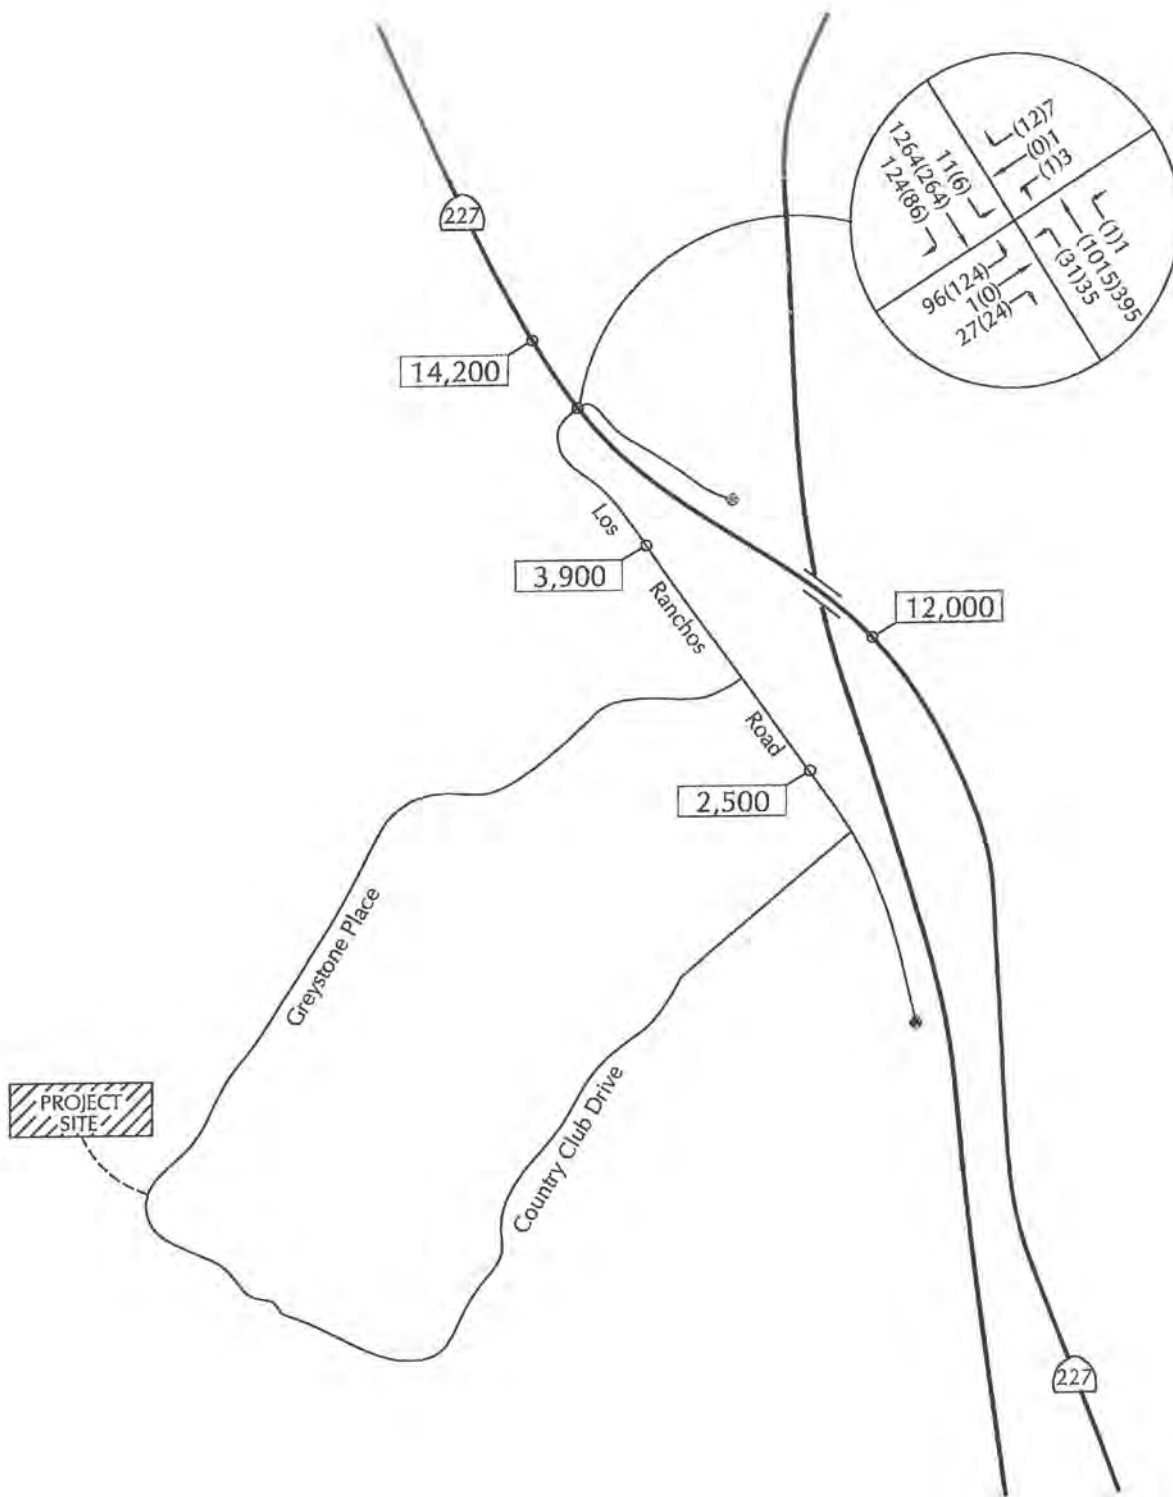 (12)7
(0)1
(1)3
11(6)
1264(264)
124(86)
(1)1
(1015)395
(31)35
96(124)
1(0)
27(24)
227
14,200
Los
3,900
Ranchos
12,000
Road
2,500
Greystone Place
PROJECT
SITE
Country Club Drive
227